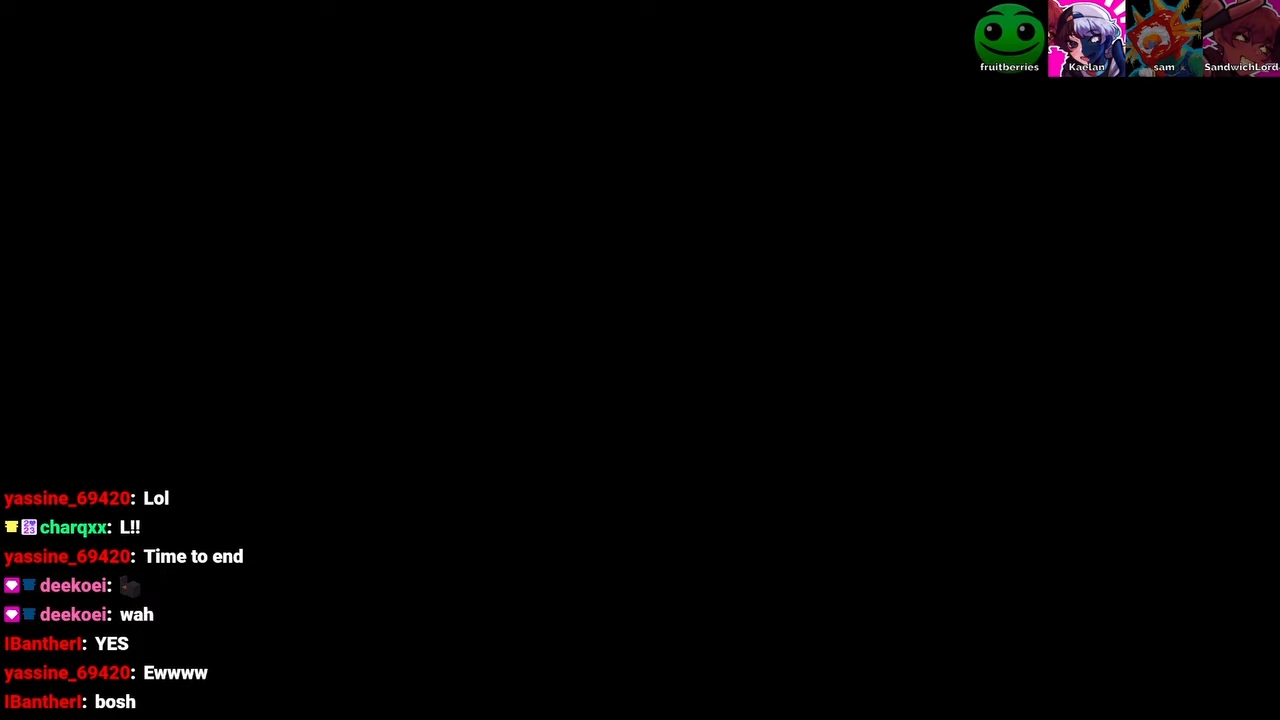 fruitberries Kaelan sam SandwichLord
yassine_69420: Lol
charqxx: L!!
yassine_69420: Time to end
deekoei:
deekoei: wah
IBantherI: YES
yassine_69420: Ewwww
IBantherI: bosh